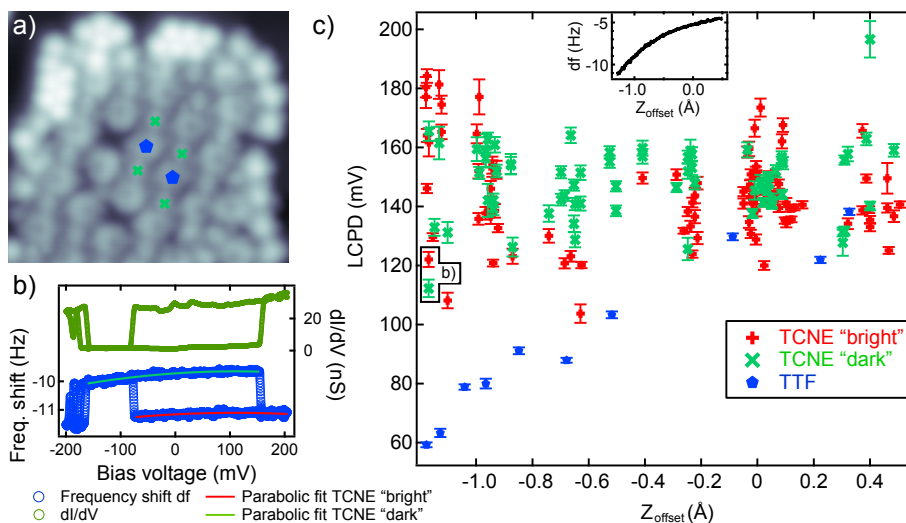 a)
b)
Freq. shift (Hz)
-10
-11
20
0
dI/dV (nS)
-200
-100
0
100
200
Bias voltage (mV)
Frequency shift df
Parabolic fit TCNE “bright”
dI/dV
Parabolic fit TCNE “dark”
c)
LCPD (mV)
200
180
160
140
120
100
80
60
b)
df (Hz)
-5
-10
-1.0
0.0
Zoffset (Å)
TCNE “bright”
TCNE “dark”
TTF
-1.0
-0.8
-0.6
-0.4
-0.2
0
0.2
0.4
Zoffset (Å)